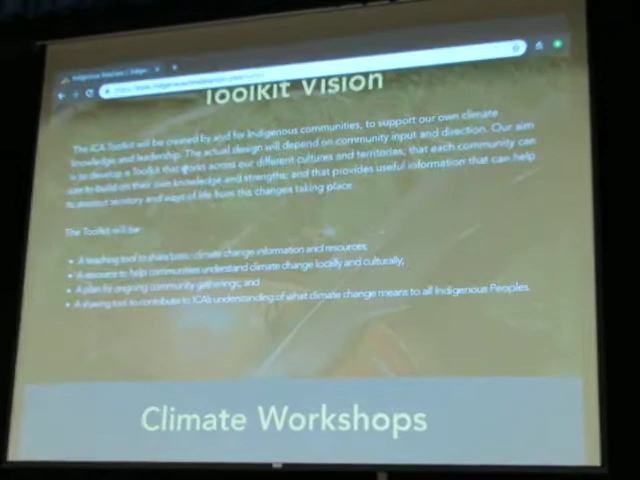 Toolkit Vision
The ICA Toolkit will be created by and for Indigenous communities, to support our own climate
knowledge and leadership. The actual design will depend on community input and direction. Our aim
is to develop a Toolkit that works across our different cultures and territories; that each community can
use to build on their own knowledge and strengths; and that provides useful information that can help
territory and ways of life from the changes taking place
The Toolkit will be
• A teaching tool to share basic climate change information and resources;
• A resource to help communities understand climate change locally and culturally;
• A plan for ongoing community gatherings; and
• A sharing tool to contribute to ICA's understanding of what climate change means to all Indigenous Peoples.
Climate Workshops